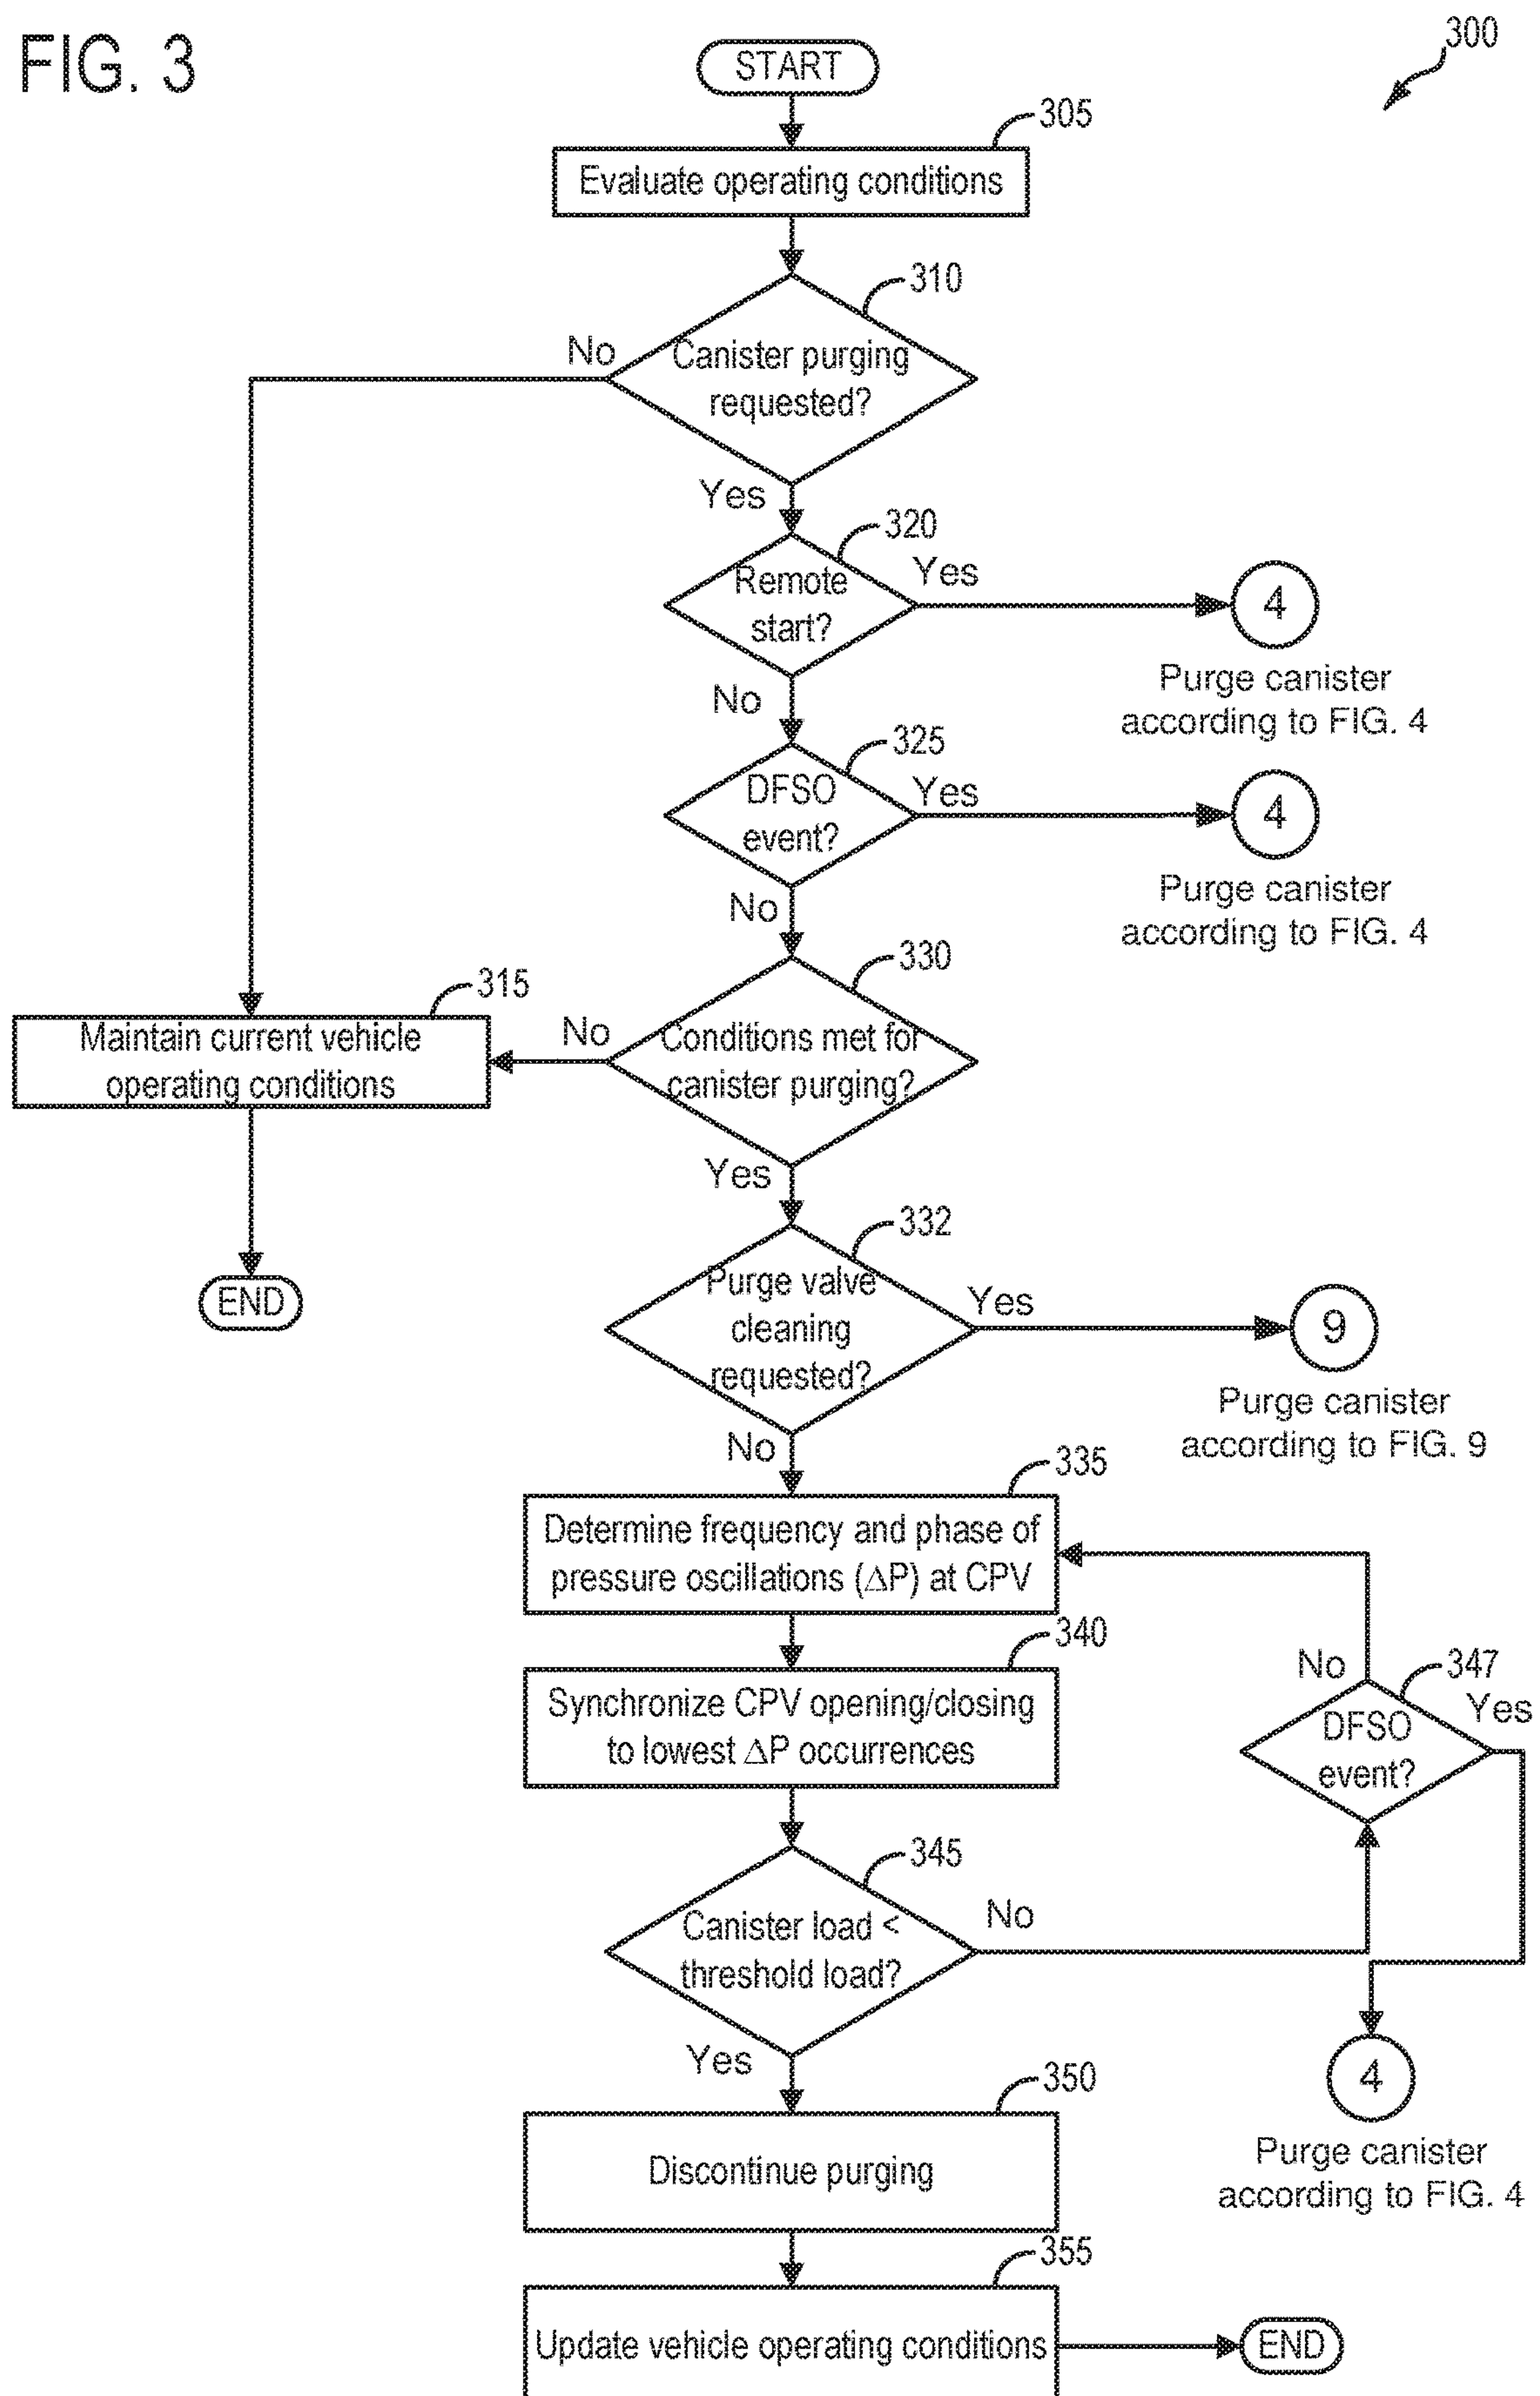 FIG. 3
300
START
305
Evaluate operating conditions
310
No
Canister purging
requested?
Yes
320
Remote
start?
Yes
4
Purge canister
according to FIG. 4
No
325
DFSO
event?
Yes
4
Purge canister
according to FIG. 4
No
330
Conditions met for
canister purging?
No
315
Maintain current vehicle
operating conditions
END
Yes
332
Purge valve
cleaning
requested?
Yes
9
Purge canister
according to FIG. 9
No
335
Determine frequency and phase of
pressure oscillations (ΔP) at CPV
340
Synchronize CPV opening/closing
to lowest ΔP occurrences
No
347
Yes
DFSO
event?
345
Canister load <
threshold load?
No
Yes
4
Purge canister
according to FIG. 4
350
Discontinue purging
355
Update vehicle operating conditions
END